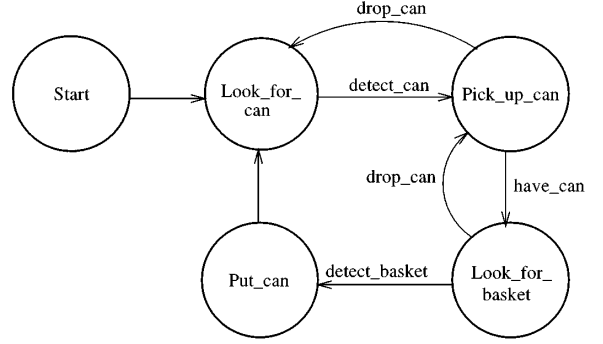 drop_can
Start
Look_for_
can
detect_can
Pick_up_can
drop_can
have_can
Put_can
detect_basket
Look_for_
basket